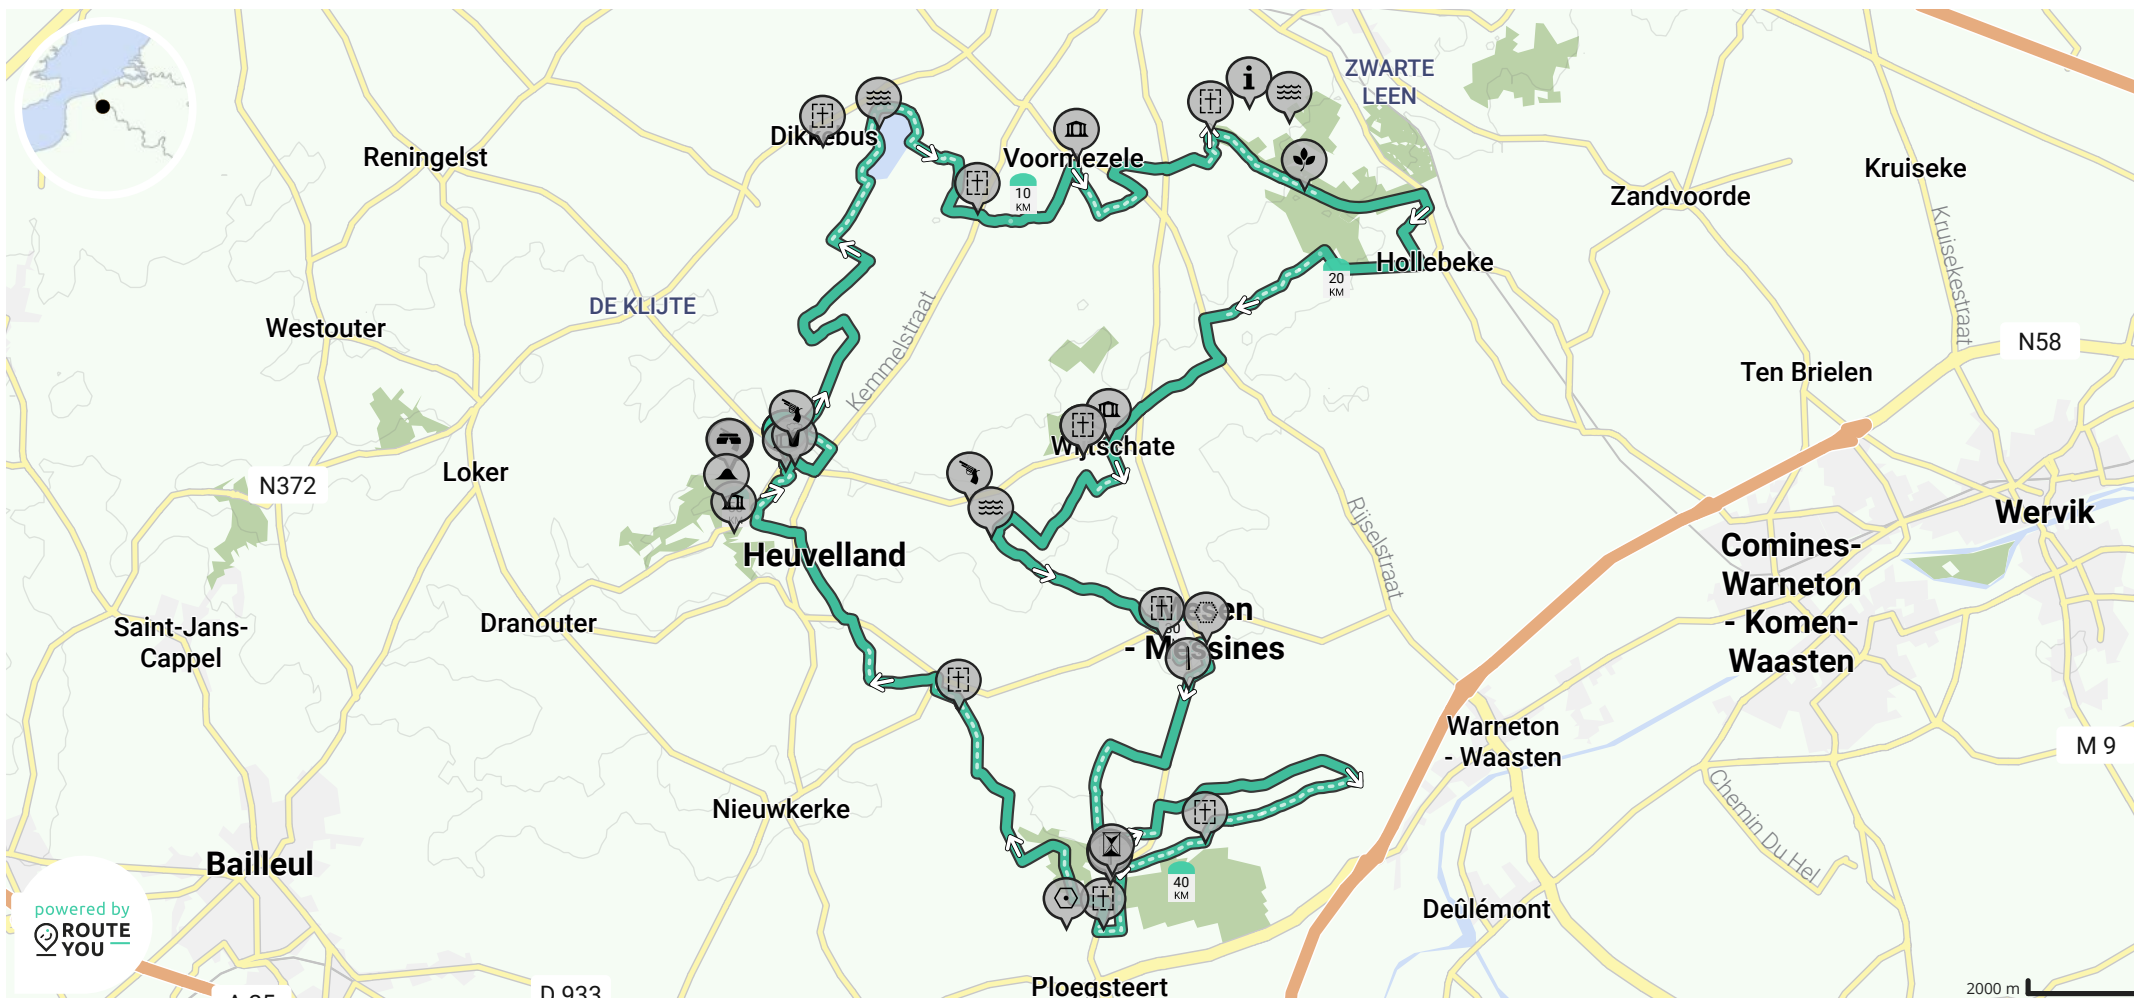 ZWARTE
LEEN
Dikkebus
Reningelst
Voormezele
Kruiseke
10
KM
Zandvoorde
Kruisekestraat
Hollebeke
20
KM
DE KLIJTE
Westouter
Kemmelstraat
N58
Ten Brielen
Wijtschate
Loker
N372
Rijselstraat
Wervik
Heuvelland
Comines-
Warneton
- Komen-
Waasten
Dranouter
Saint-Jans-
Cappel
Mesen
- Messines
Warneton
- Waasten
M 9
Chemin Du Hel
Nieuwkerke
Bailleul
40
KM
Deûlémont
powered by
ROUTE
YOU
Ploegsteert
2000 m
A 25
D 933